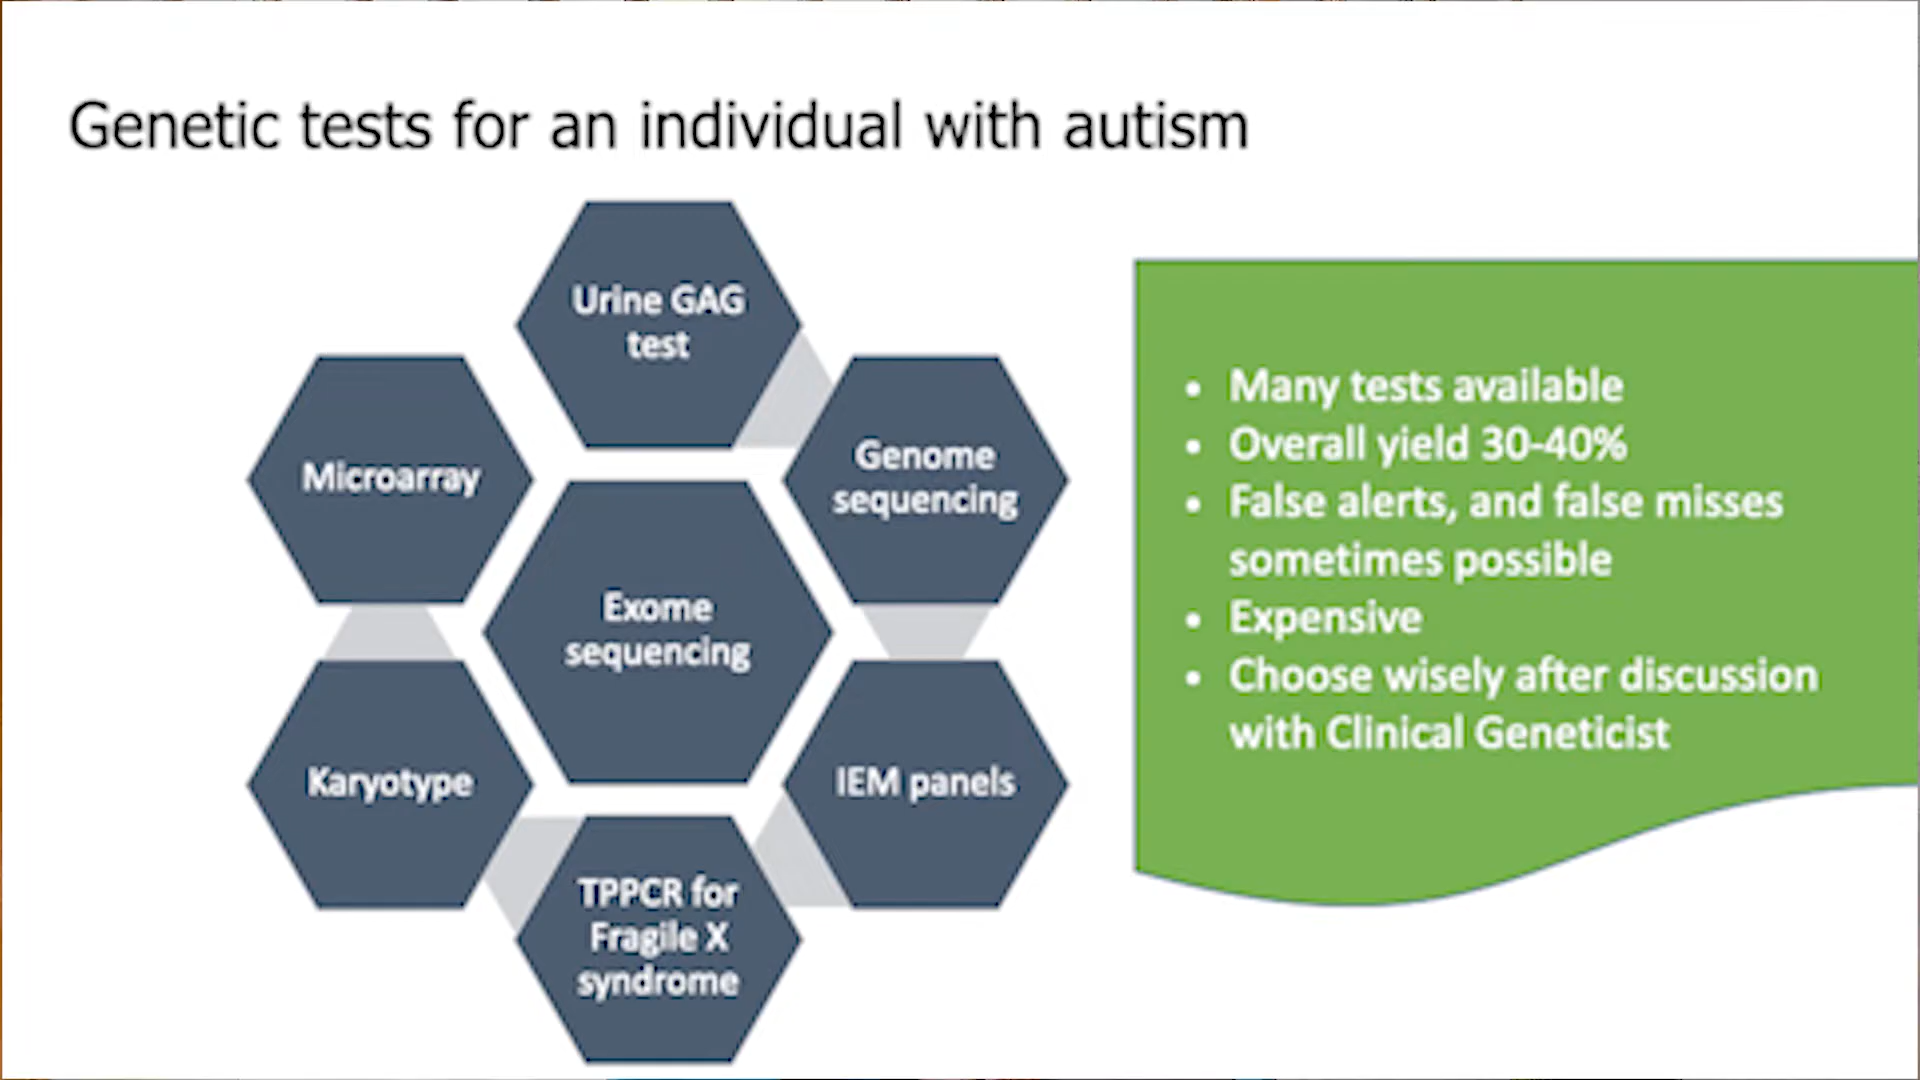 Genetic tests for an individual with autism
Urine GAG
test
Genome
sequencing
Microarray
Exome
sequencing
Karyotype
IEM panels
TPPCR for
Fragile X
syndrome
• Many tests available
• Overall yield 30-40%
• False alerts, and false misses
sometimes possible
• Expensive
• Choose wisely after discussion
with Clinical Geneticist